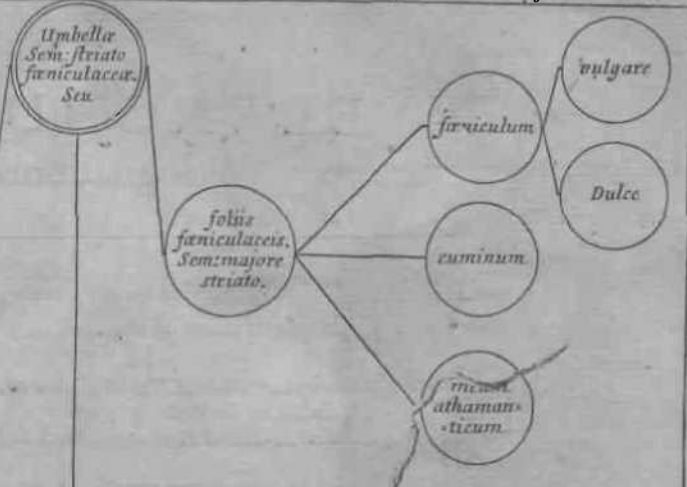 Umbellæ
Sem: striato
fæniculaceæ.
Seu
foliis
fæniculaceis.
Sem: majore
striato.
fæniculum
vulgare
Dulce
cuminum
athaman=
=ticum